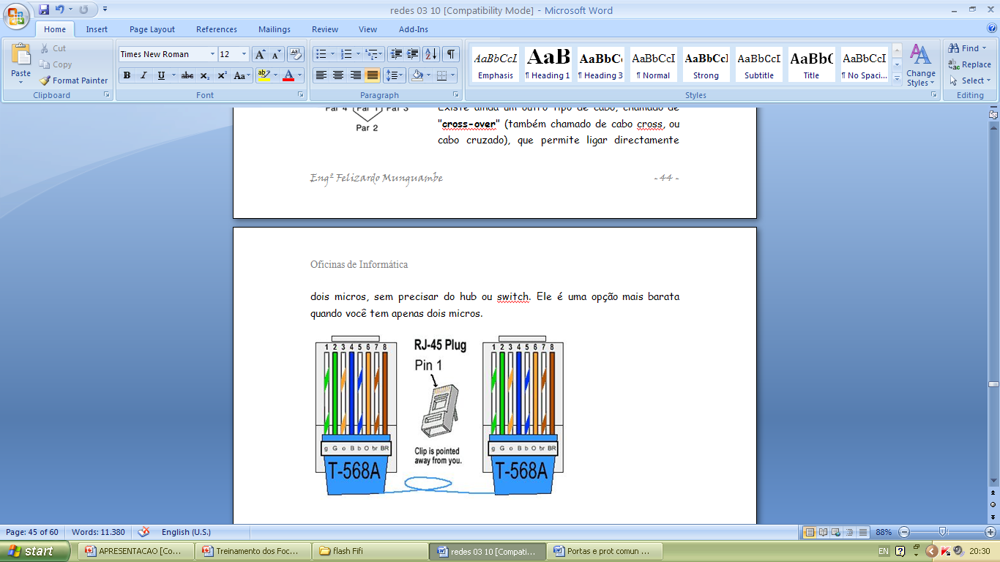 redes 03 10 [Compatibility Mode] - Microsoft Word
Home Insert Page Layout References Mailings Review View Add-Ins
Paste
Cut
Copy
Format Painter
Clipboard
Times New Roman 12
B I U abc x₂ x² Aa
Font
Paragraph
AaBbCcI AaB AaBbC AaBbCcI AaBbCcl AaBbCcI AaBbC AaBbCcI
Emphasis ¶ Heading 1 ¶ Heading 3 ¶ Normal Strong Subtitle Title ¶ No Spaci...
Change Styles
Styles
Find
Replace
Select
Editing
Par 4 Par 1 Par 3
Par 2
Existe ainda um outro tipo de cabo, chamado de
"cross-over" (também chamado de cabo cross, ou
cabo cruzado), que permite ligar directamente
Engº Felizardo Munguambe - 44 -
Oficinas de Informática
dois micros, sem precisar do hub ou switch. Ele é uma opção mais barata
quando você tem apenas dois micros.
1 2 3 4 5 6 7 8
g G o B b O br BR
T-568A
RJ-45 Plug
Pin 1
Clip is pointed
away from you.
1 2 3 4 5 6 7 8
g G o B b O br BR
T-568A
Page: 45 of 60 Words: 11.380 English (U.S.) 88%
start APRESENTACAO [Co... Treinamento dos Foc... flash Fifi redes 03 10 [Compati... Portas e prot comun ... EN 20:30